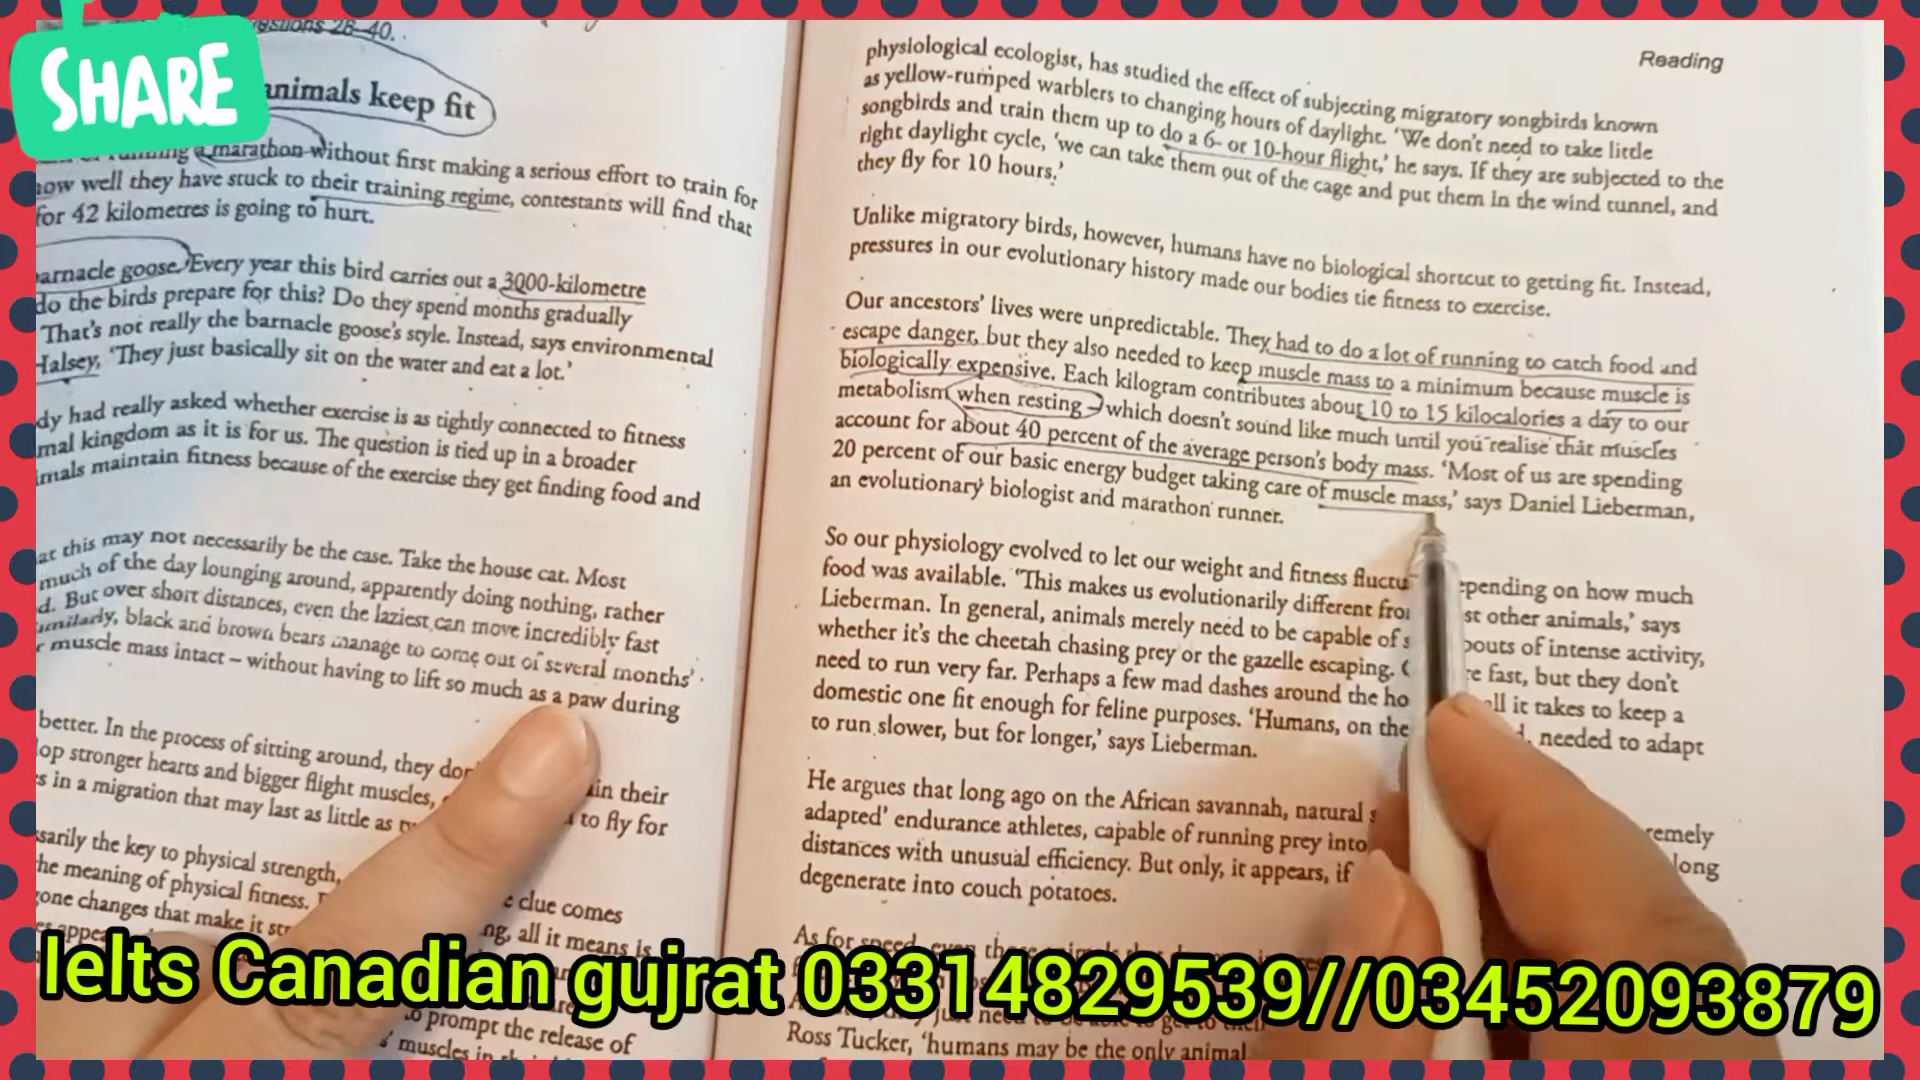 SHARE
estions 28-40.
animals keep fit
running a marathon without first making a serious effort to train for
how well they have stuck to their training regime, contestants will find that
for 42 kilometres is going to hurt.
barnacle goose. Every year this bird carries out a 3000-kilometre
do the birds prepare for this? Do they spend months gradually
That's not really the barnacle goose's style. Instead, says environmental
Halsey, 'They just basically sit on the water and eat a lot.'
dy had really asked whether exercise is as tightly connected to fitness
mal kingdom as it is for us. The question is tied up in a broader
imals maintain fitness because of the exercise they get finding food and
at this may not necessarily be the case. Take the house cat. Most
much of the day lounging around, apparently doing nothing, rather
d. But over short distances, even the laziest can move incredibly fast
imilarly, black and brown bears manage to come out of several months'
muscle mass intact – without having to lift so much as a paw during
better. In the process of sitting around, they don
in their
lop stronger hearts and bigger flight muscles,
to fly for
s in a migration that may last as little as
sarily the key to physical strength,
he meaning of physical fitness.
e clue comes
gone changes that make it str
ng, all it means is
appea
to prompt the release of
muscles in
Reading
physiological ecologist, has studied the effect of subjecting migratory songbirds known
as yellow-rumped warblers to changing hours of daylight. 'We don't need to take little
songbirds and train them up to do a 6- or 10-hour flight,' he says. If they are subjected to the
right daylight cycle, 'we can take them out of the cage and put them in the wind tunnel, and
they fly for 10 hours.'
Unlike migratory birds, however, humans have no biological shortcut to getting fit. Instead,
pressures in our evolutionary history made our bodies tie fitness to exercise.
Our ancestors' lives were unpredictable. They had to do a lot of running to catch food and
escape danger, but they also needed to keep muscle mass to a minimum because muscle is
biologically expensive. Each kilogram contributes about 10 to 15 kilocalories a day to our
metabolism when resting – which doesn't sound like much until you realise that muscles
account for about 40 percent of the average person's body mass. 'Most of us are spending
20 percent of our basic energy budget taking care of muscle mass,' says Daniel Lieberman,
an evolutionary biologist and marathon runner.
So our physiology evolved to let our weight and fitness fluctu epending on how much
food was available. 'This makes us evolutionarily different fro st other animals,' says
Lieberman. In general, animals merely need to be capable of s bouts of intense activity,
whether it's the cheetah chasing prey or the gazelle escaping. C re fast, but they don't
need to run very far. Perhaps a few mad dashes around the ho all it takes to keep a
domestic one fit enough for feline purposes. 'Humans, on the d, needed to adapt
to run slower, but for longer,' says Lieberman.
He argues that long ago on the African savannah, natural s remely
adapted' endurance athletes, capable of running prey into long
distances with unusual efficiency. But only, it appears, if
degenerate into couch potatoes.
As for speed, even those animals that
just need to be able to get to their
Ross Tucker, 'humans may be the only animal
Ielts Canadian gujrat 03314829539//03452093879